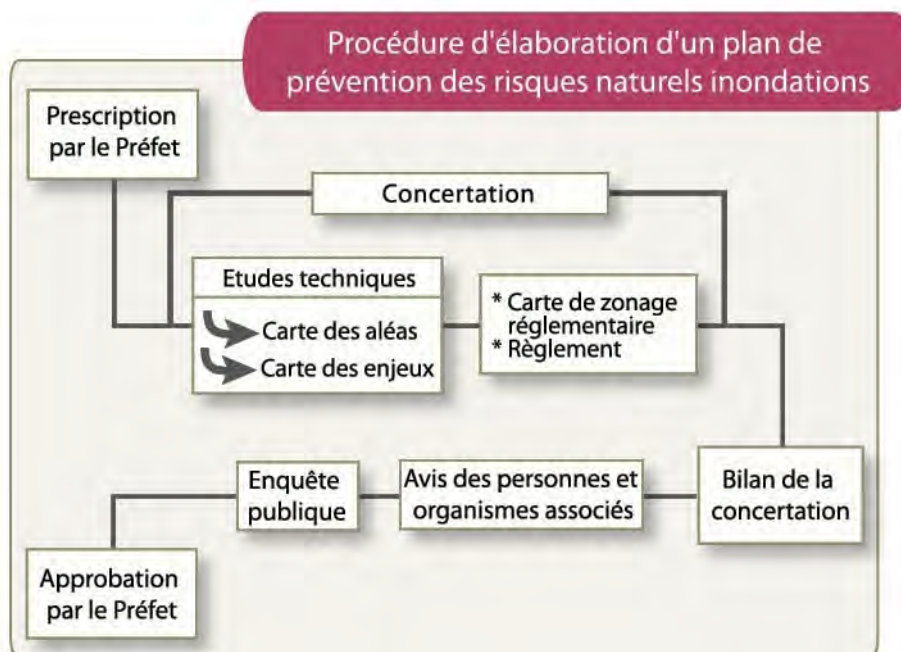 Procédure d'élaboration d'un plan de
prévention des risques naturels inondations
Prescription
par le Préfet
Concertation
Etudes techniques
Carte des aléas
Carte des enjeux
* Carte de zonage
réglementaire
* Règlement
Bilan de la
concertation
Avis des personnes et
organismes associés
Enquête
publique
Approbation
par le Préfet